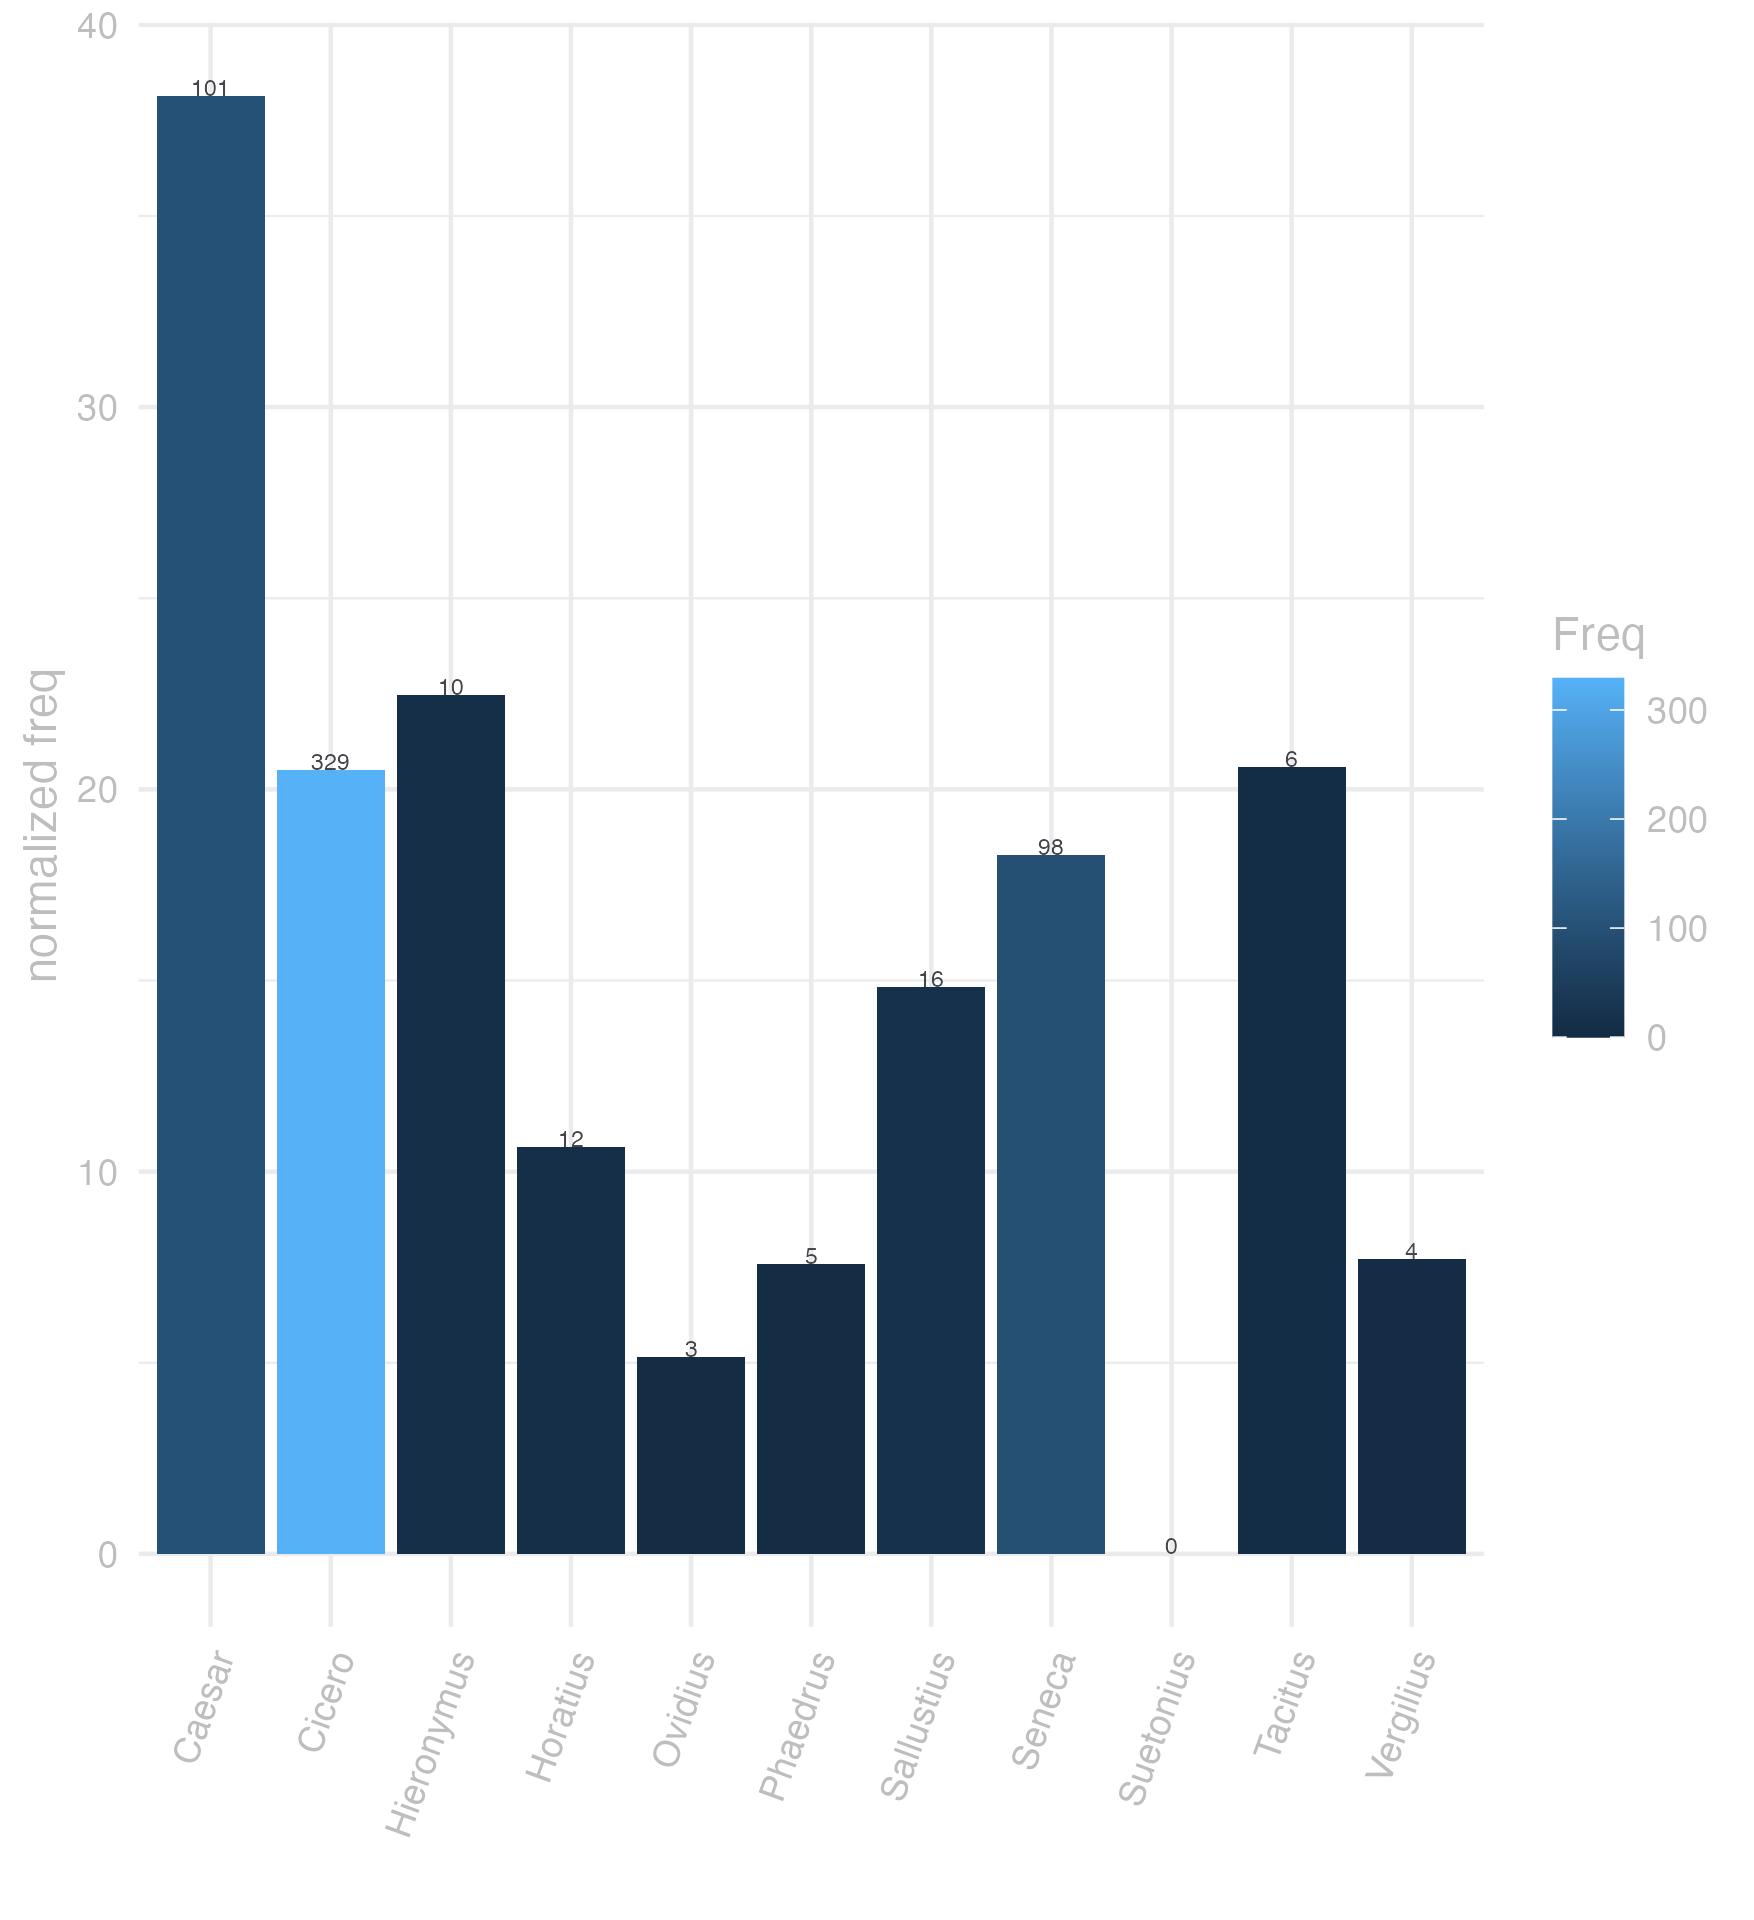 normalized freq
40
30
20
10
0
101
329
10
12
3
5
16
98
0
6
4
Caesar
Cicero
Hieronymus
Horatius
Ovidius
Phaedrus
Sallustius
Seneca
Suetonius
Tacitus
Vergilius
Freq
300
200
100
0